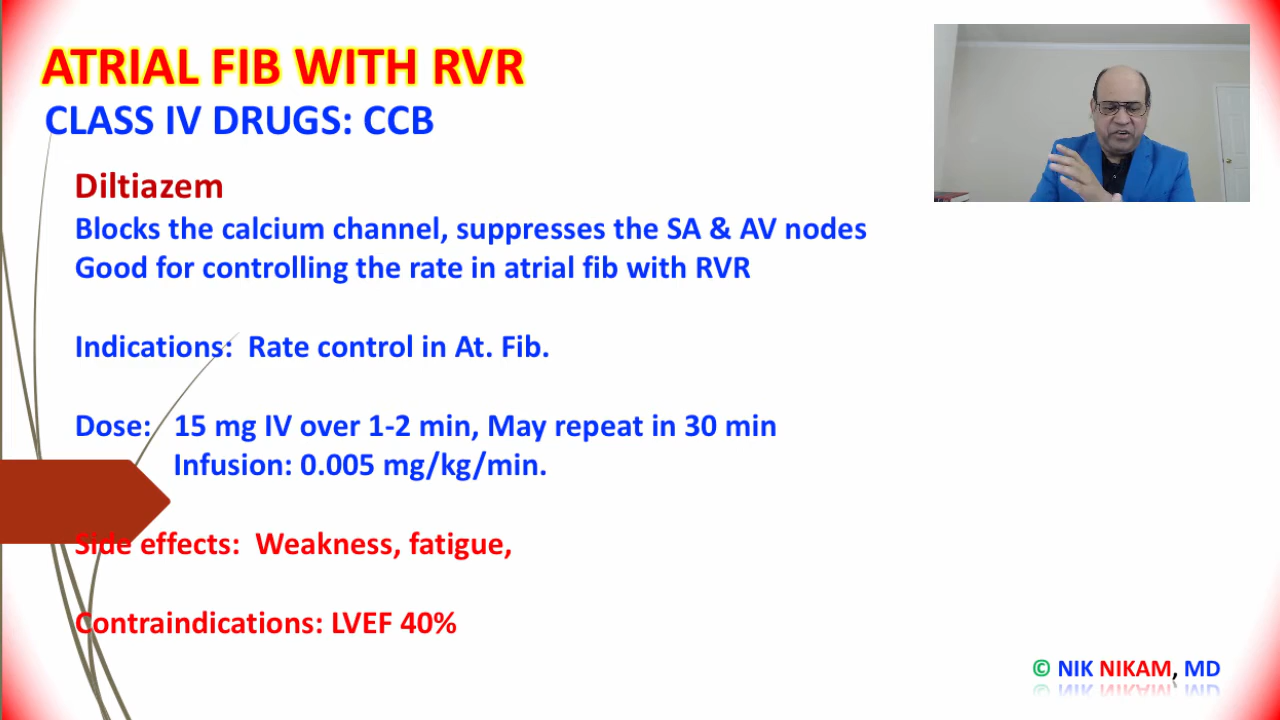 ATRIAL FIB WITH RVR
CLASS IV DRUGS: CCB
Diltiazem
Blocks the calcium channel, suppresses the SA & AV nodes
Good for controlling the rate in atrial fib with RVR
Indications: Rate control in At. Fib.
Dose: 15 mg IV over 1-2 min, May repeat in 30 min
Infusion: 0.005 mg/kg/min.
Side effects: Weakness, fatigue,
Contraindications: LVEF 40%
© NIK NIKAM, MD